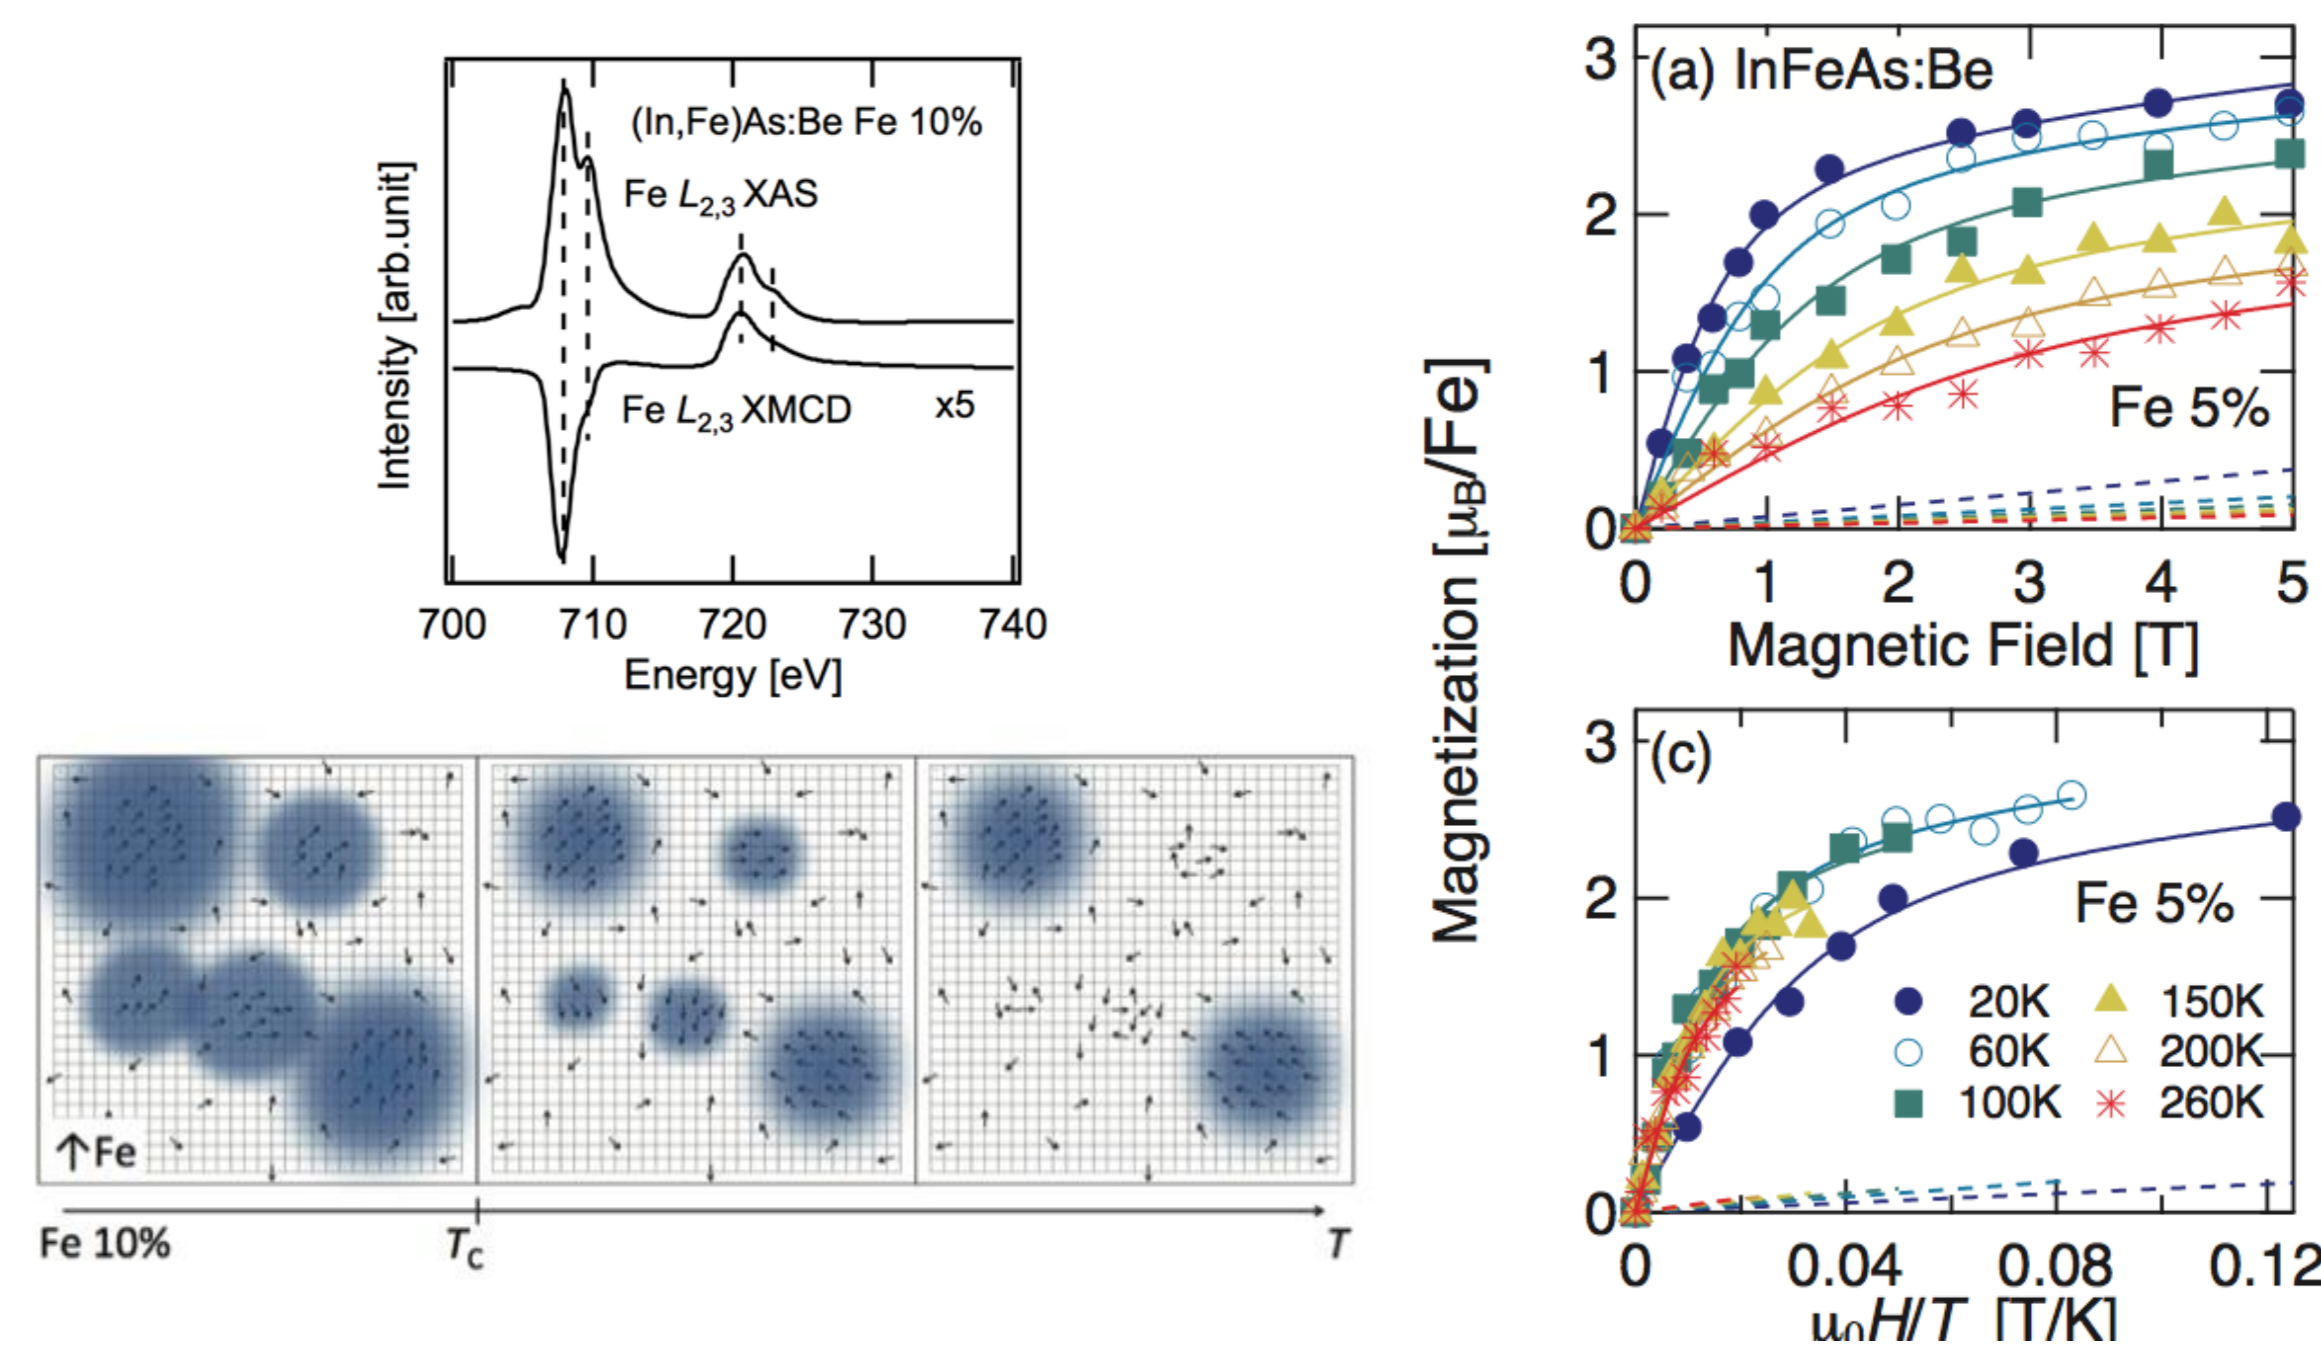 (In,Fe)As:Be Fe 10%
Fe L2,3 XAS
Fe L2,3 XMCD
x5
Intensity [arb.unit]
700 710 720 730 740
Energy [eV]
↑Fe
Fe 10%
TC
T
Magnetization [μB/Fe]
(a) InFeAs:Be
3
2
1
0
Fe 5%
0 1 2 3 4 5
Magnetic Field [T]
(c)
3
2
1
0
Fe 5%
20K 150K
60K 200K
100K 260K
0 0.04 0.08 0.12
μ0H/T [T/K]